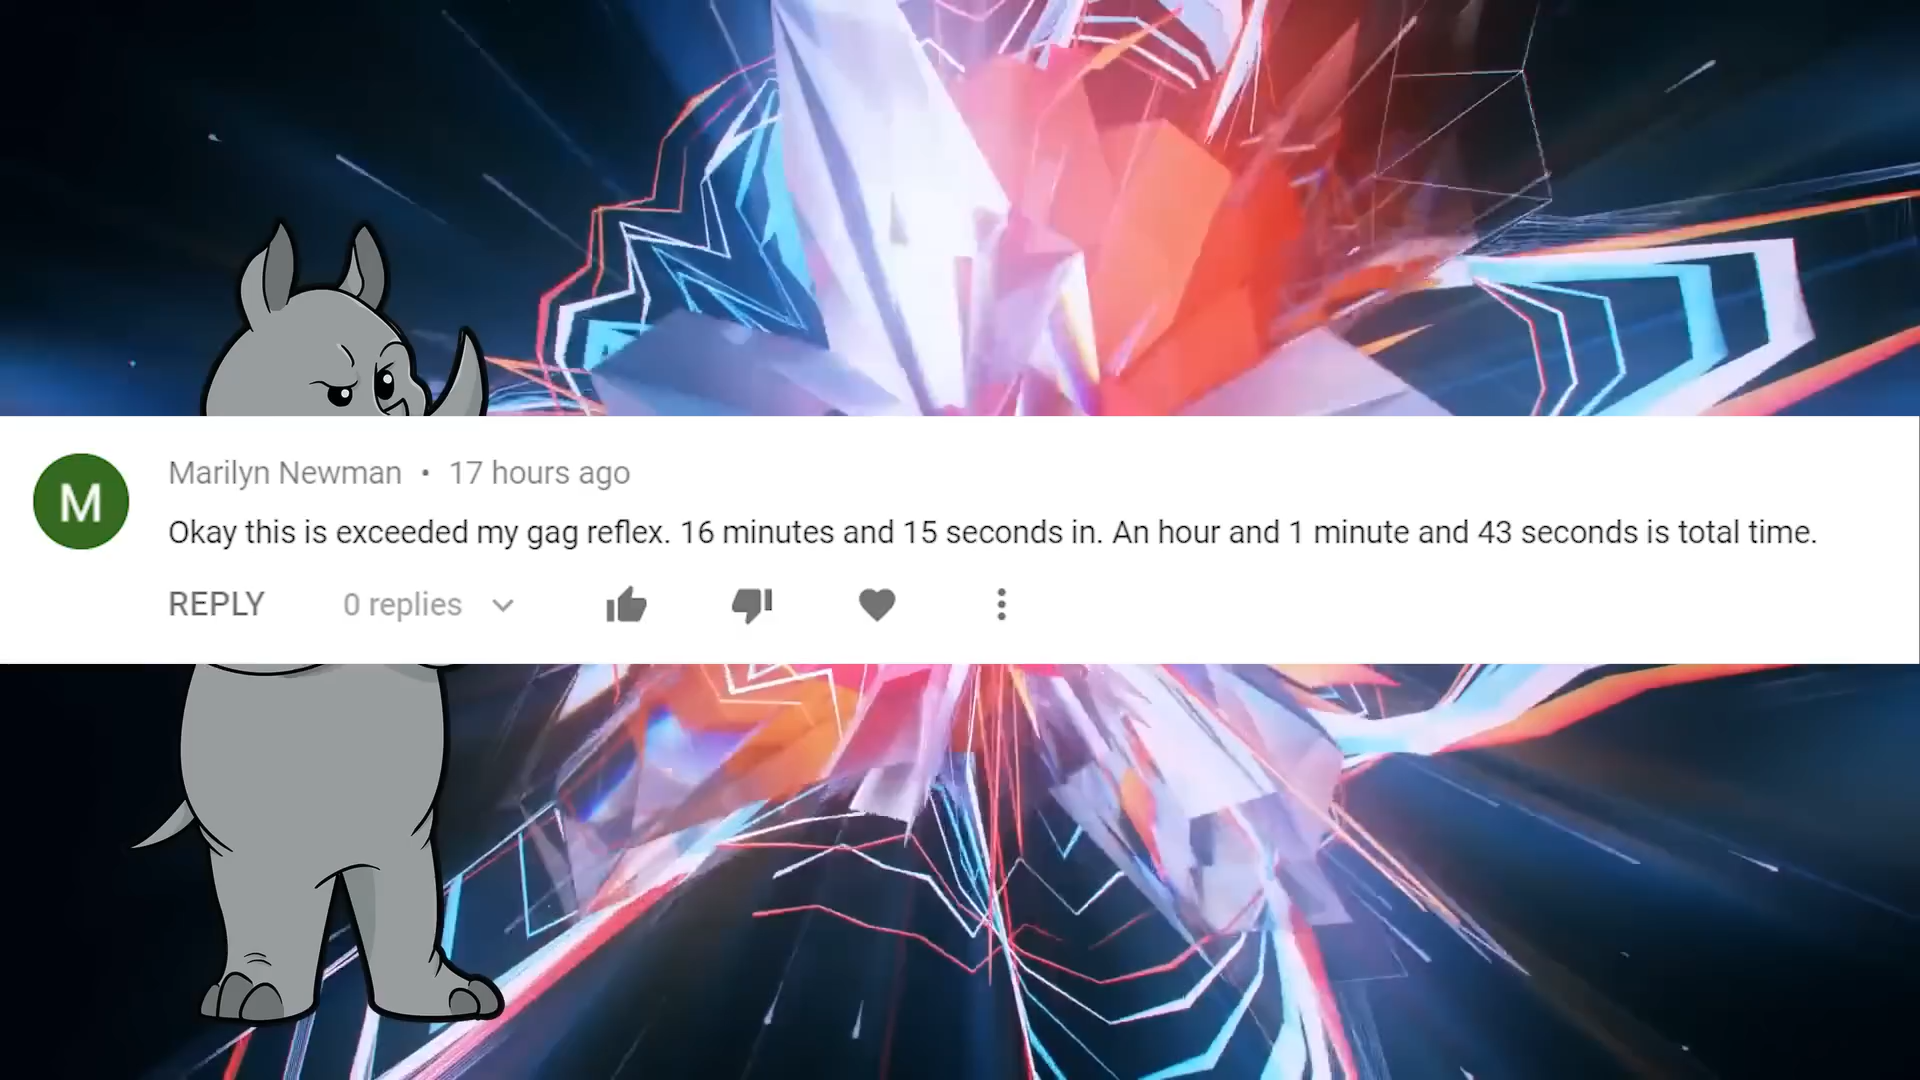 M
Marilyn Newman • 17 hours ago
Okay this is exceeded my gag reflex. 16 minutes and 15 seconds in. An hour and 1 minute and 43 seconds is total time.
REPLY 0 replies